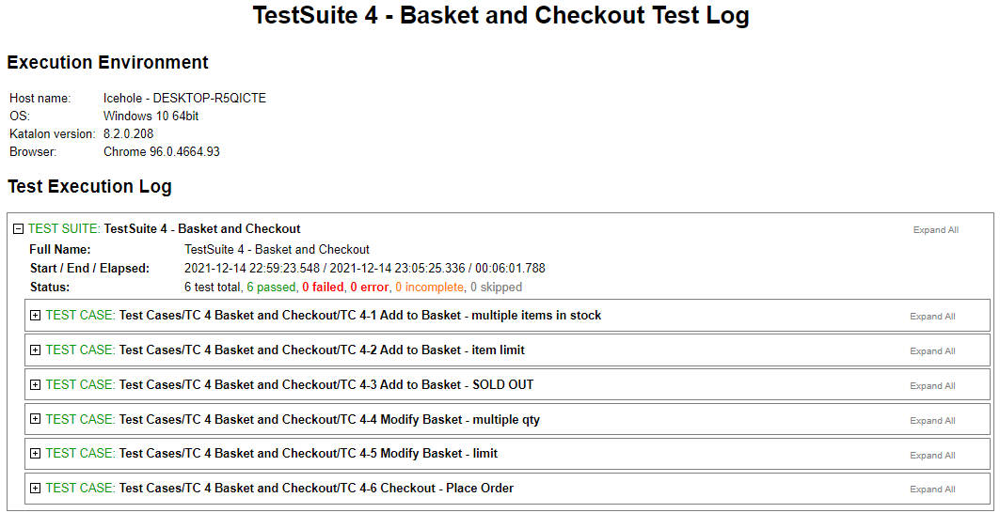 TestSuite 4 - Basket and Checkout Test Log
Execution Environment
Host name: Icehole - DESKTOP-R5QICTE
OS: Windows 10 64bit
Katalon version: 8.2.0.208
Browser: Chrome 96.0.4664.93
Test Execution Log
TEST SUITE: TestSuite 4 - Basket and Checkout Expand All
Full Name: TestSuite 4 - Basket and Checkout
Start / End / Elapsed: 2021-12-14 22:59:23.548 / 2021-12-14 23:05:25.336 / 00:06:01.788
Status: 6 test total, 6 passed, 0 failed, 0 error, 0 incomplete, 0 skipped
TEST CASE: Test Cases/TC 4 Basket and Checkout/TC 4-1 Add to Basket - multiple items in stock Expand All
TEST CASE: Test Cases/TC 4 Basket and Checkout/TC 4-2 Add to Basket - item limit Expand All
TEST CASE: Test Cases/TC 4 Basket and Checkout/TC 4-3 Add to Basket - SOLD OUT Expand All
TEST CASE: Test Cases/TC 4 Basket and Checkout/TC 4-4 Modify Basket - multiple qty Expand All
TEST CASE: Test Cases/TC 4 Basket and Checkout/TC 4-5 Modify Basket - limit Expand All
TEST CASE: Test Cases/TC 4 Basket and Checkout/TC 4-6 Checkout - Place Order Expand All